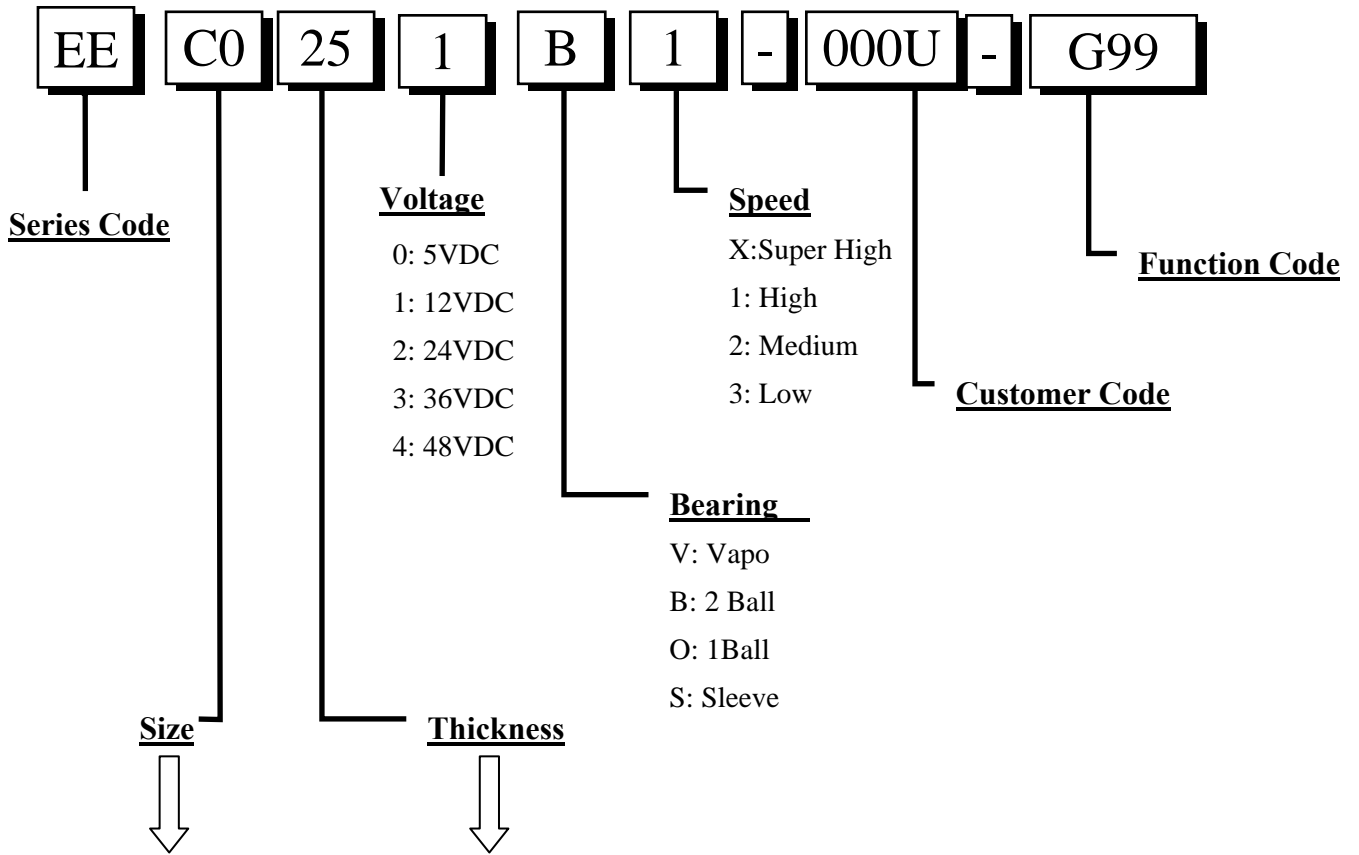 EE C0 25 1 B 1 - 000U - G99
Series Code
Voltage
0: 5VDC
1: 12VDC
2: 24VDC
3: 36VDC
4: 48VDC
Speed
X:Super High
1: High
2: Medium
3: Low
Function Code
Customer Code
Bearing
V: Vapo
B: 2 Ball
O: 1Ball
S: Sleeve
Size
Thickness